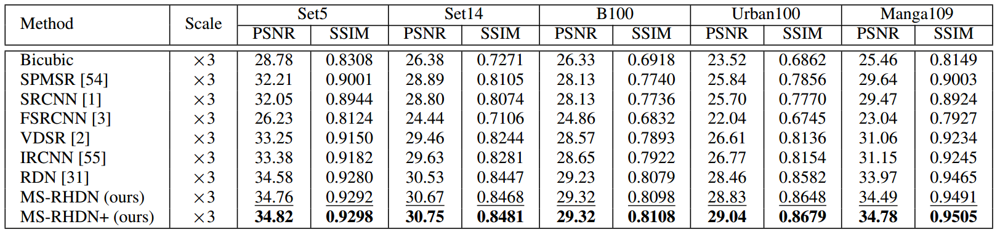 Method Scale Set5 Set14 B100 Urban100 Manga109
PSNR SSIM PSNR SSIM PSNR SSIM PSNR SSIM PSNR SSIM
Bicubic ×3 28.78 0.8308 26.38 0.7271 26.33 0.6918 23.52 0.6862 25.46 0.8149
SPMSR [54] ×3 32.21 0.9001 28.89 0.8105 28.13 0.7740 25.84 0.7856 29.64 0.9003
SRCNN [1] ×3 32.05 0.8944 28.80 0.8074 28.13 0.7736 25.70 0.7770 29.47 0.8924
FSRCNN [3] ×3 26.23 0.8124 24.44 0.7106 24.86 0.6832 22.04 0.6745 23.04 0.7927
VDSR [2] ×3 33.25 0.9150 29.46 0.8244 28.57 0.7893 26.61 0.8136 31.06 0.9234
IRCNN [55] ×3 33.38 0.9182 29.63 0.8281 28.65 0.7922 26.77 0.8154 31.15 0.9245
RDN [31] ×3 34.58 0.9280 30.53 0.8447 29.23 0.8079 28.46 0.8582 33.97 0.9465
MS-RHDN (ours) ×3 34.76 0.9292 30.67 0.8468 29.32 0.8098 28.83 0.8648 34.49 0.9491
MS-RHDN+ (ours) ×3 34.82 0.9298 30.75 0.8481 29.32 0.8108 29.04 0.8679 34.78 0.9505